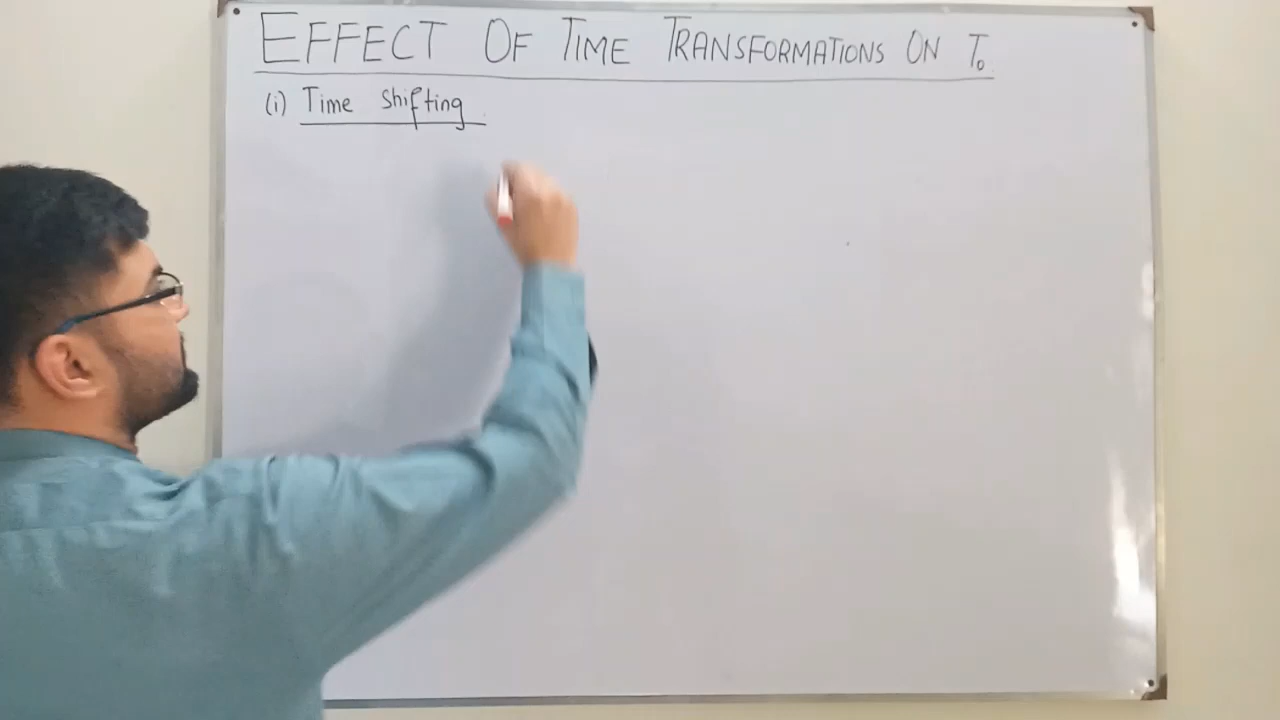 EFFECT OF TIME TRANSFORMATIONS ON T₀
(i) Time shifting